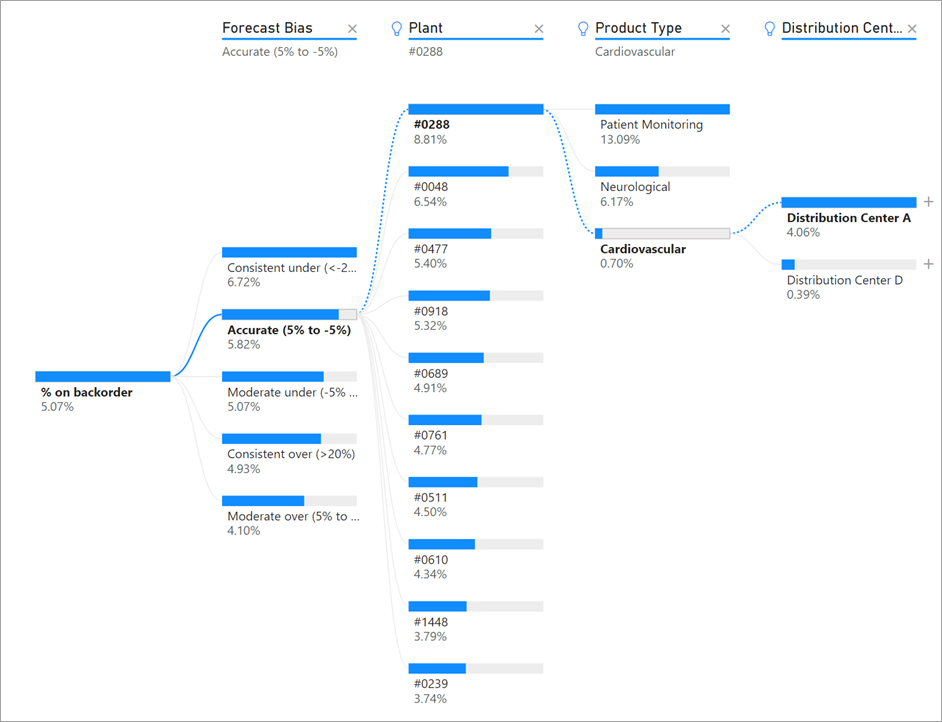 Forecast Bias
Accurate (5% to -5%)
Plant
#0288
Product Type
Cardiovascular
Distribution Cent...
% on backorder
5.07%
Consistent under (<-2...
6.72%
Accurate (5% to -5%)
5.82%
Moderate under (-5% ...
5.07%
Consistent over (>20%)
4.93%
Moderate over (5% to ...
4.10%
#0288
8.81%
#0048
6.54%
#0477
5.40%
#0918
5.32%
#0689
4.91%
#0761
4.77%
#0511
4.50%
#0610
4.34%
#1448
3.79%
#0239
3.74%
Patient Monitoring
13.09%
Neurological
6.17%
Cardiovascular
0.70%
Distribution Center A
4.06%
Distribution Center D
0.39%